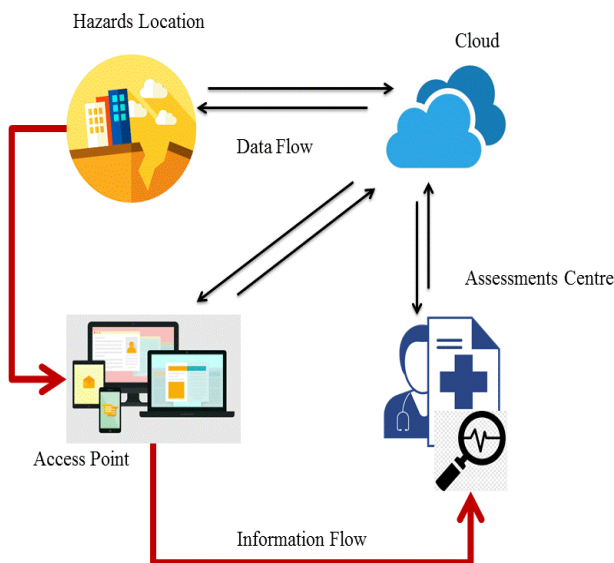 Hazards Location
Cloud
Data Flow
Assessments Centre
Access Point
Information Flow